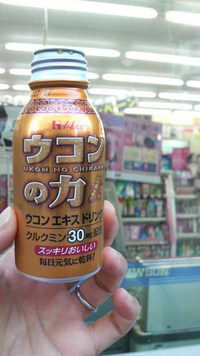 ウコン
UKON NO CHIKARA
の力
ウコン エキス ドリンク
クルクミン30mg配合
スッキリおいしい
毎日元気に乾杯!